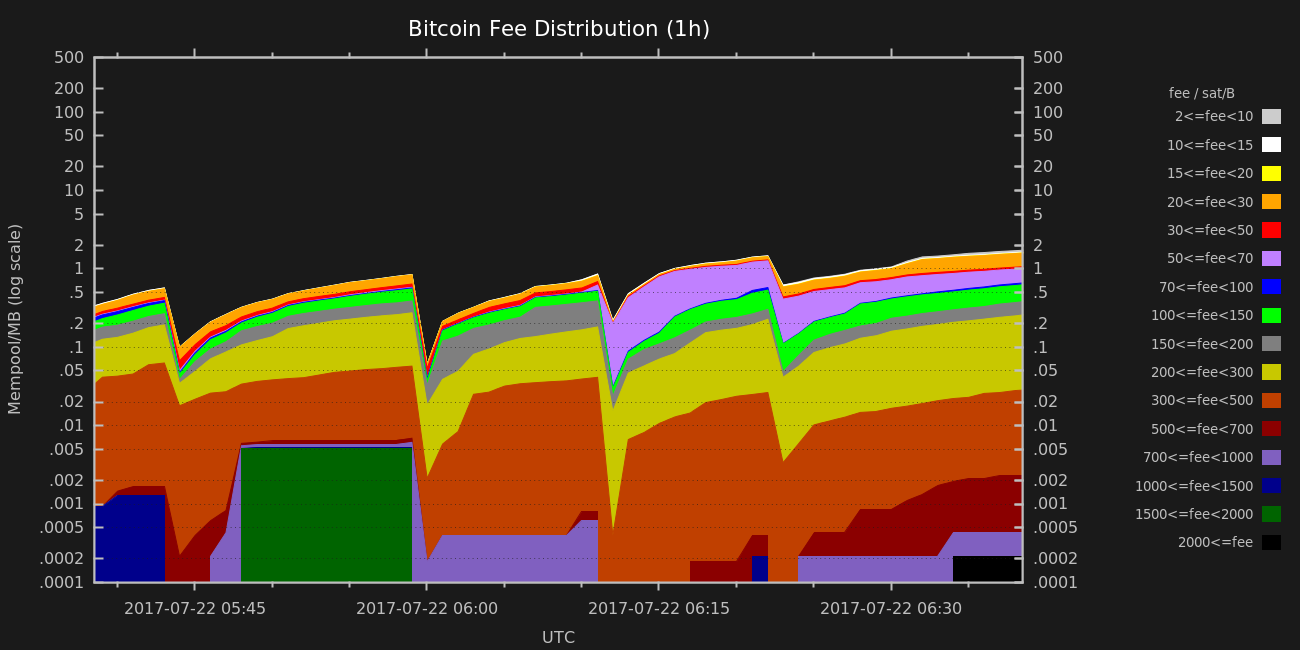 Bitcoin Fee Distribution (1h)
Mempool/MB (log scale)
500
200
100
50
20
10
5
2
1
.5
.2
.1
.05
.02
.01
.005
.002
.001
.0005
.0002
.0001
500
200
100
50
20
10
5
2
1
.5
.2
.1
.05
.02
.01
.005
.002
.001
.0005
.0002
.0001
2017-07-22 05:45
2017-07-22 06:00
2017-07-22 06:15
2017-07-22 06:30
UTC
fee / sat/B
2<=fee<10
10<=fee<15
15<=fee<20
20<=fee<30
30<=fee<50
50<=fee<70
70<=fee<100
100<=fee<150
150<=fee<200
200<=fee<300
300<=fee<500
500<=fee<700
700<=fee<1000
1000<=fee<1500
1500<=fee<2000
2000<=fee